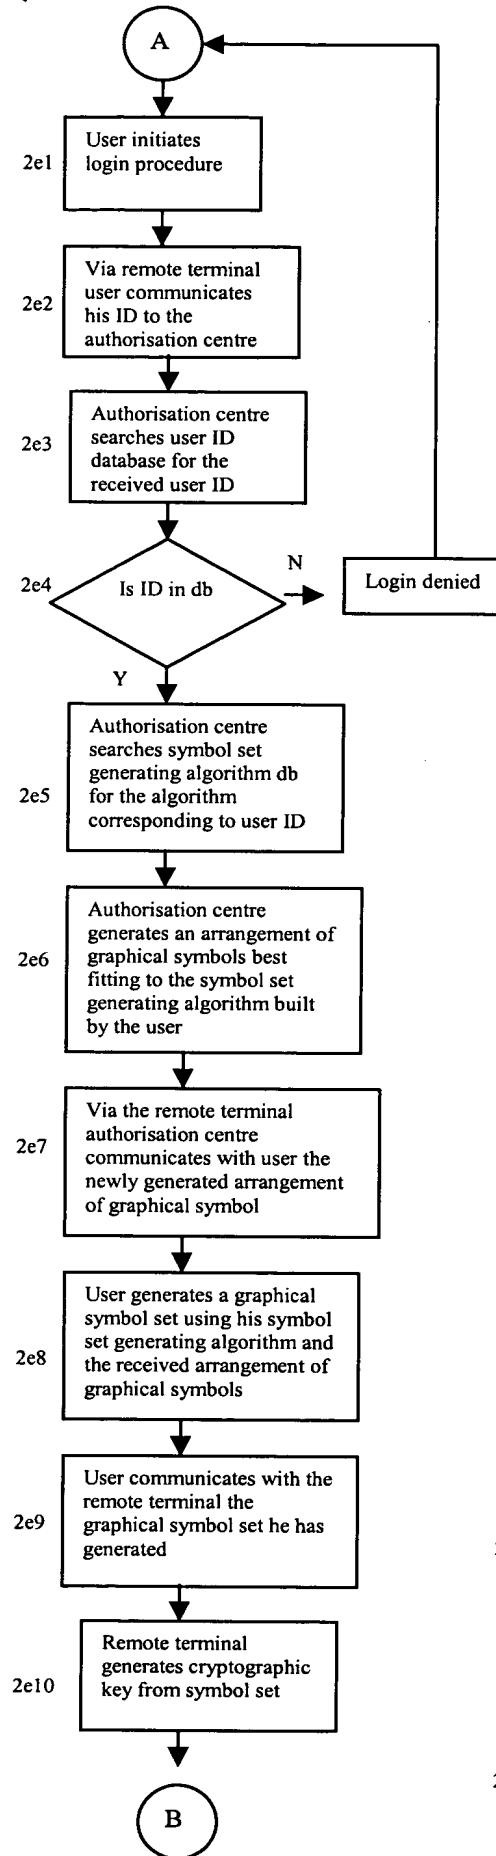 A
User initiates
login procedure
2e1
Via remote terminal
user communicates
his ID to the
authorisation centre
2e2
Authorisation centre
searches user ID
database for the
received user ID
2e3
Is ID in db
2e4
N
Login denied
Y
Authorisation centre
searches symbol set
generating algorithm db
for the algorithm
corresponding to user ID
2e5
Authorisation centre
generates an arrangement of
graphical symbols best
fitting to the symbol set
generating algorithm built
by the user
2e6
Via the remote terminal
authorisation centre
communicates with user the
newly generated arrangement
of graphical symbol
2e7
User generates a graphical
symbol set using his symbol
set generating algorithm and
the received arrangement of
graphical symbols
2e8
User communicates with the
remote terminal the
graphical symbol set he has
generated
2e9
Remote terminal
generates cryptographic
key from symbol set
2e10
B